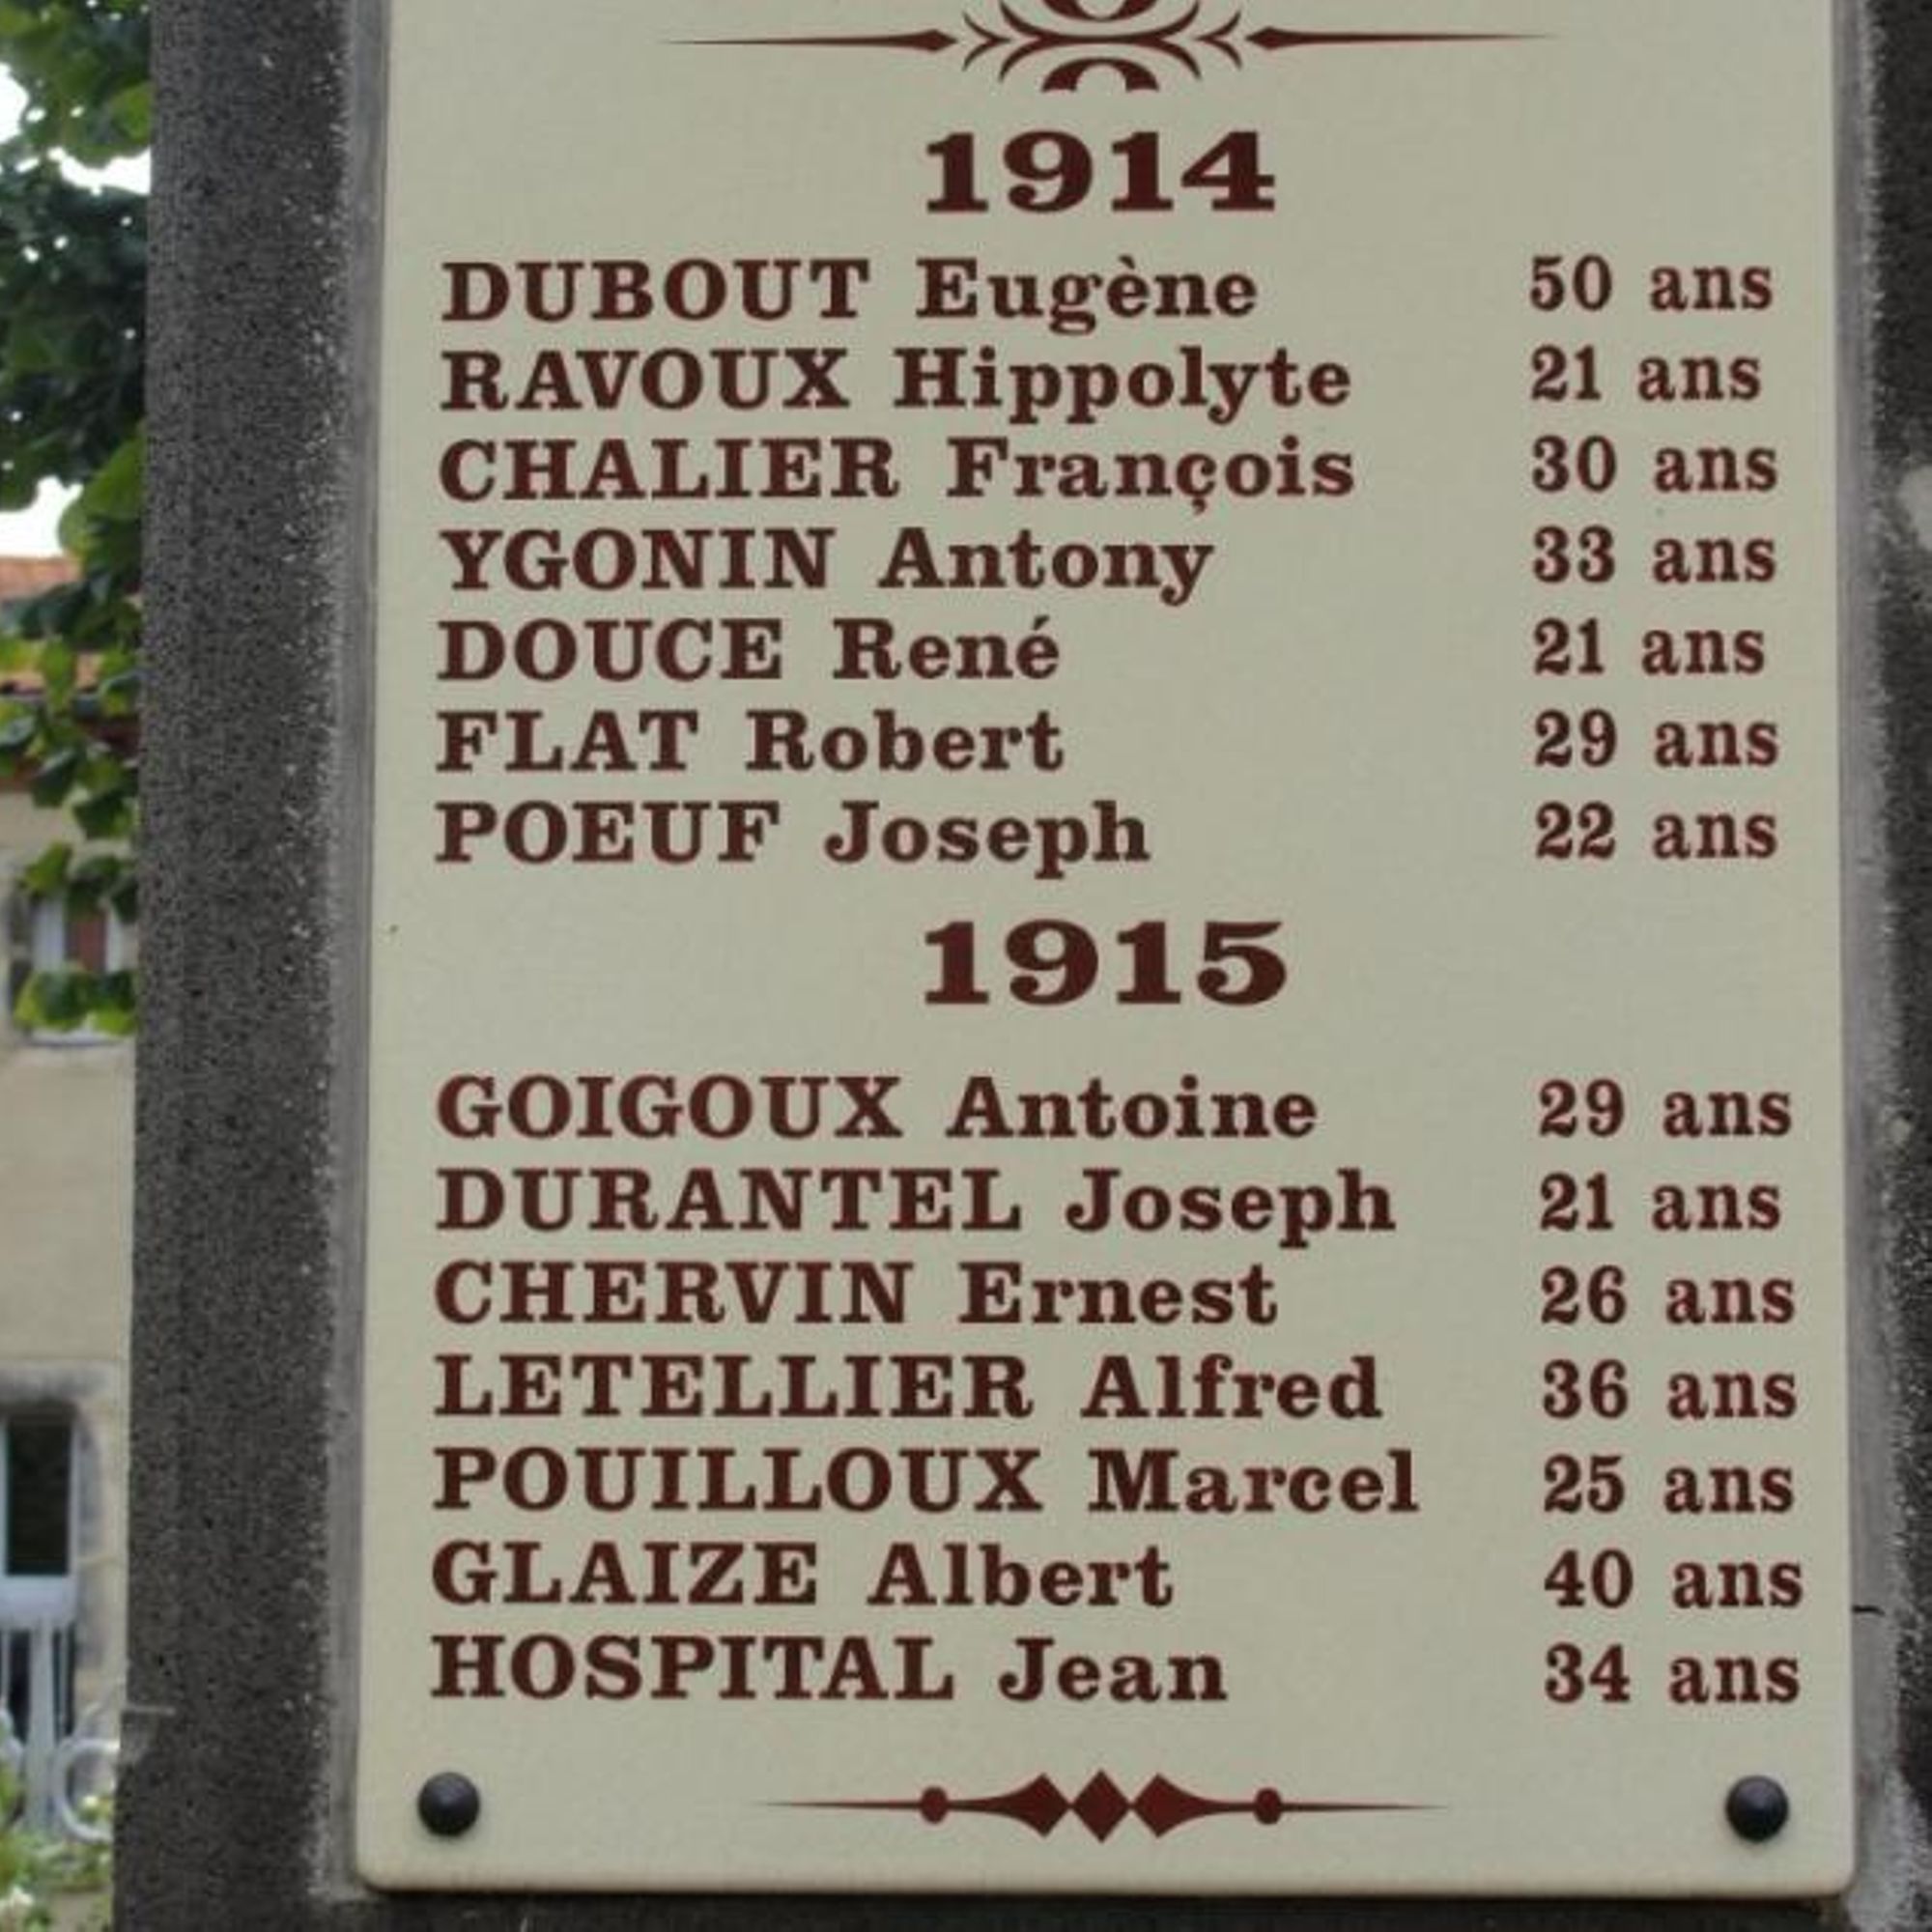 1914
DUBOUT Eugène 50 ans
RAVOUX Hippolyte 21 ans
CHALIER François 30 ans
YGONIN Antony 33 ans
DOUCE René 21 ans
FLAT Robert 29 ans
POEUF Joseph 22 ans
1915
GOIGOUX Antoine 29 ans
DURANTEL Joseph 21 ans
CHERVIN Ernest 26 ans
LETELLIER Alfred 36 ans
POUILLOUX Marcel 25 ans
GLAIZE Albert 40 ans
HOSPITAL Jean 34 ans